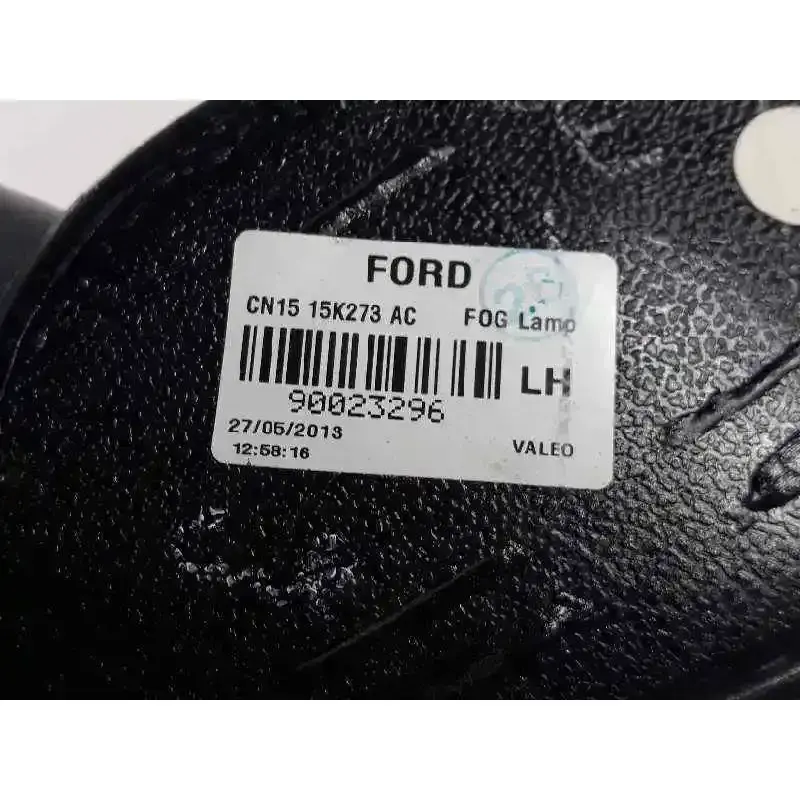 FORD
CN15 15K273 AC FOG Lamp
LH
90023296
27/05/2013
12:58:16 VALEO